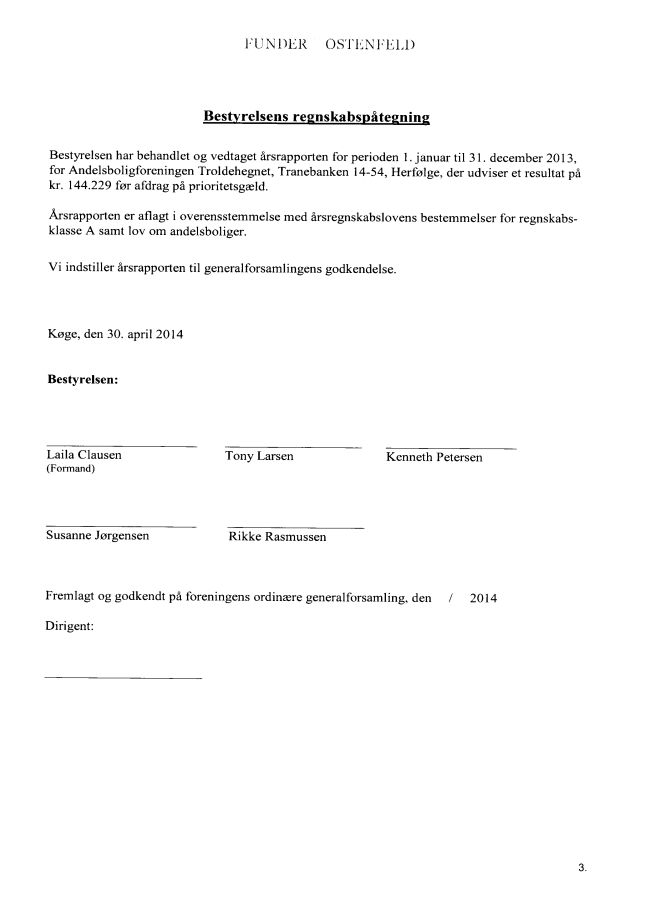 FUNDER OSTENFELD
Bestyrelsens regnskabspåtegning
Bestyrelsen har behandlet og vedtaget årsrapporten for perioden 1. januar til 31. december 2013,
for Andelsboligforeningen Troldehegnet, Tranebanken 14-54, Herfølge, der udviser et resultat på
kr. 144.229 før afdrag på prioritetsgæld.
Årsrapporten er aflagt i overensstemmelse med årsregnskabslovens bestemmelser for regnskabs-
klasse A samt lov om andelsboliger.
Vi indstiller årsrapporten til generalforsamlingens godkendelse.
Køge, den 30. april 2014
Bestyrelsen:
Laila Clausen Tony Larsen Kenneth Petersen
(Formand)
Susanne Jørgensen Rikke Rasmussen
Fremlagt og godkendt på foreningens ordinære generalforsamling, den / 2014
Dirigent:
3.